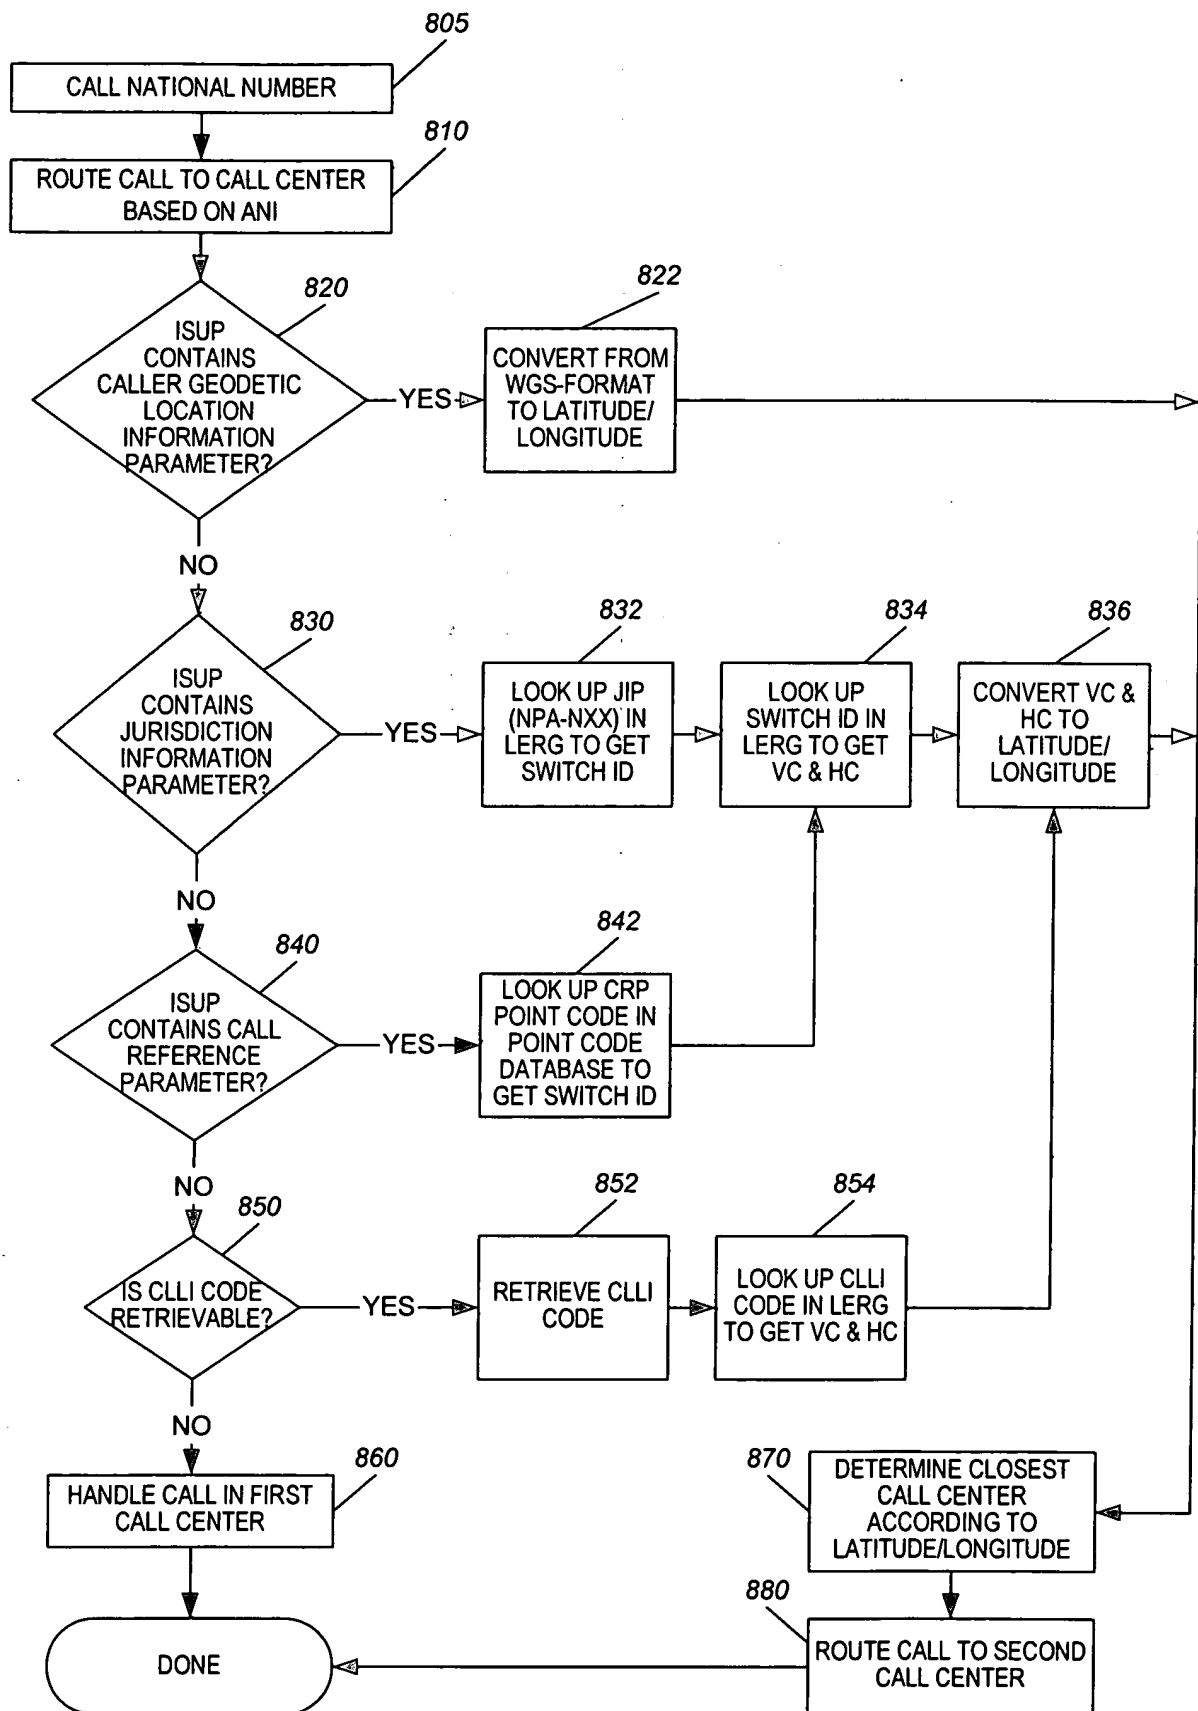 805
CALL NATIONAL NUMBER
810
ROUTE CALL TO CALL CENTER
BASED ON ANI
820
ISUP
CONTAINS
CALLER GEODETIC
LOCATION
INFORMATION
PARAMETER?
YES
822
CONVERT FROM
WGS-FORMAT
TO LATITUDE/
LONGITUDE
NO
830
ISUP
CONTAINS
JURISDICTION
INFORMATION
PARAMETER?
YES
832
LOOK UP JIP
(NPA-NXX) IN
LERG TO GET
SWITCH ID
834
LOOK UP
SWITCH ID IN
LERG TO GET
VC & HC
836
CONVERT VC &
HC TO
LATITUDE/
LONGITUDE
NO
840
ISUP
CONTAINS CALL
REFERENCE
PARAMETER?
YES
842
LOOK UP CRP
POINT CODE IN
POINT CODE
DATABASE TO
GET SWITCH ID
NO
850
IS CLLI CODE
RETRIEVABLE?
YES
852
RETRIEVE CLLI
CODE
854
LOOK UP CLLI
CODE IN LERG
TO GET VC & HC
NO
860
HANDLE CALL IN FIRST
CALL CENTER
870
DETERMINE CLOSEST
CALL CENTER
ACCORDING TO
LATITUDE/LONGITUDE
880
ROUTE CALL TO SECOND
CALL CENTER
DONE